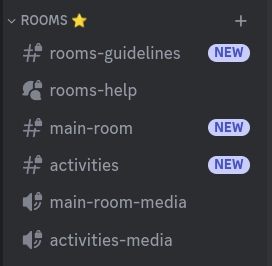 ROOMS ⭐
rooms-guidelines NEW
rooms-help
main-room NEW
activities NEW
main-room-media
activities-media